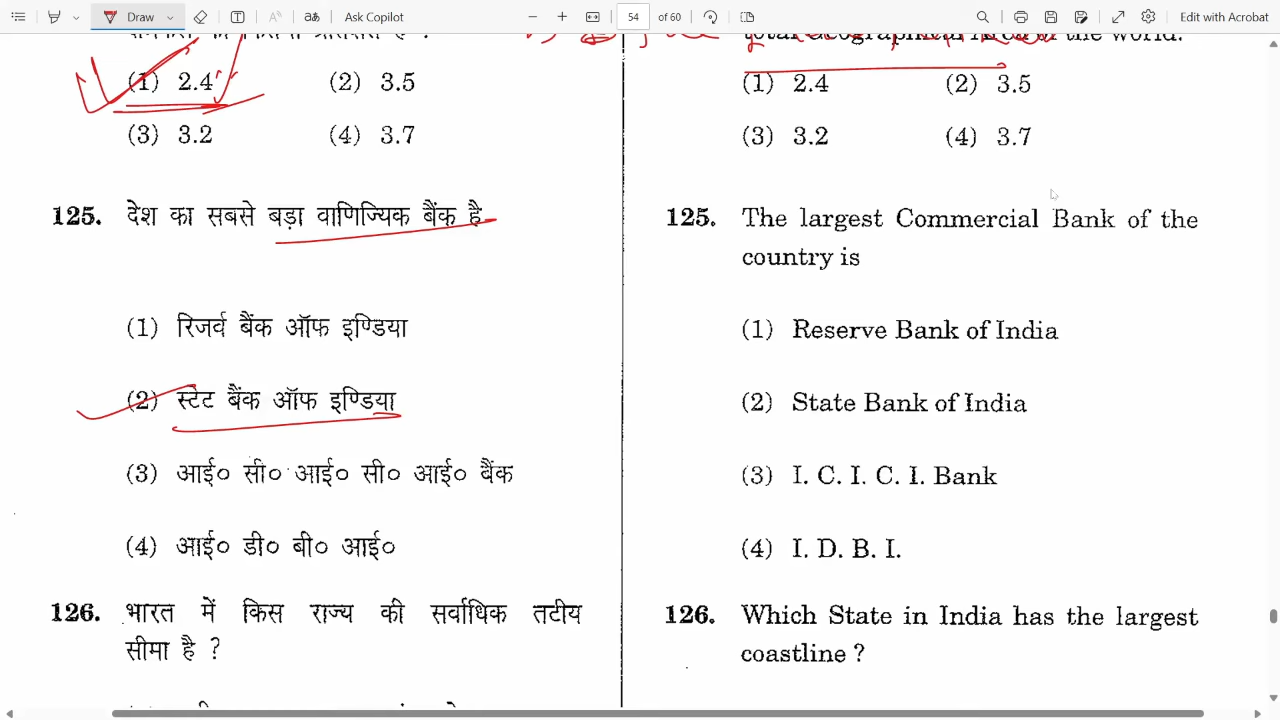 Draw
Ask Copilot
54 of 60
Edit with Acrobat
(1) 2.4 (2) 3.5
(3) 3.2 (4) 3.7
125. देश का सबसे बड़ा वाणिज्यिक बैंक है
(1) रिजर्व बैंक ऑफ इण्डिया
(2) स्टेट बैंक ऑफ इण्डिया
(3) आई० सी० आई० सी० आई० बैंक
(4) आई० डी० बी० आई०
126. भारत में किस राज्य की सर्वाधिक तटीय
सीमा है ?
total Geographical Area of the world.
(1) 2.4 (2) 3.5
(3) 3.2 (4) 3.7
125. The largest Commercial Bank of the
country is
(1) Reserve Bank of India
(2) State Bank of India
(3) I. C. I. C. I. Bank
(4) I. D. B. I.
126. Which State in India has the largest
coastline ?